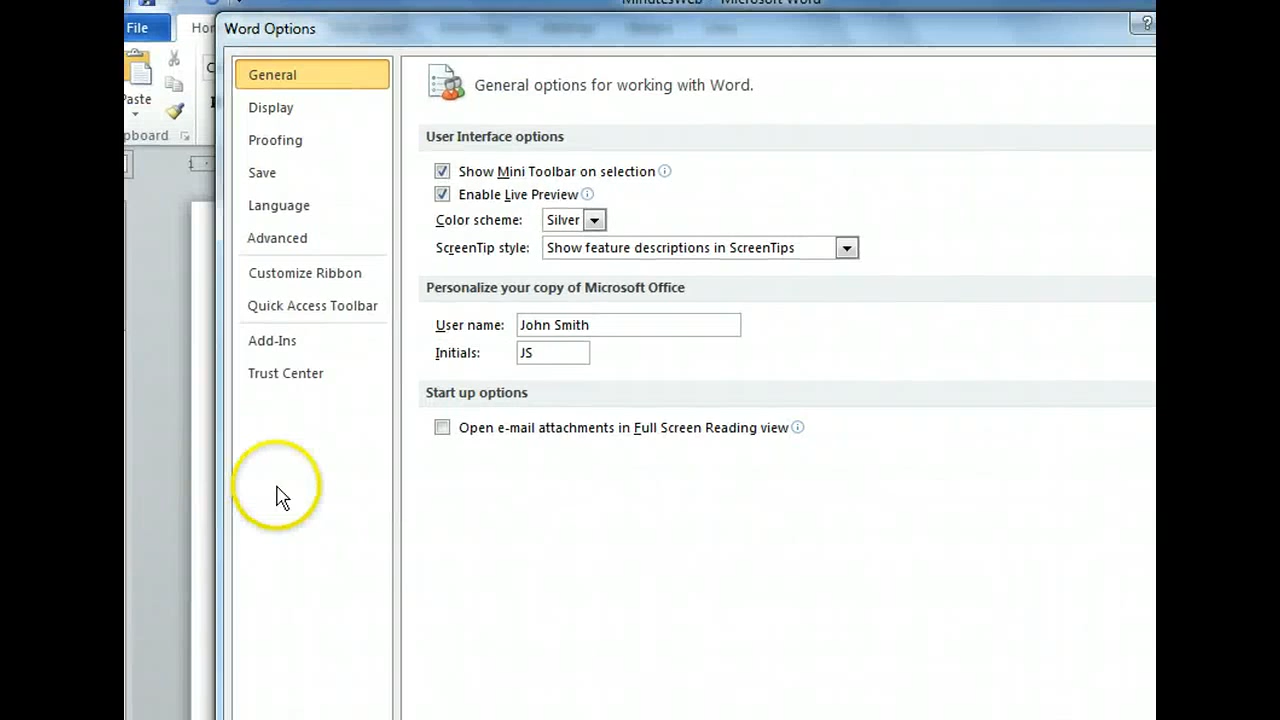 MinutesWeb - Microsoft Word
File
Word Options
General
Display
Proofing
Save
Language
Advanced
Customize Ribbon
Quick Access Toolbar
Add-Ins
Trust Center
General options for working with Word.
User Interface options
Show Mini Toolbar on selection
Enable Live Preview
Color scheme: Silver
ScreenTip style: Show feature descriptions in ScreenTips
Personalize your copy of Microsoft Office
User name: John Smith
Initials: JS
Start up options
Open e-mail attachments in Full Screen Reading view